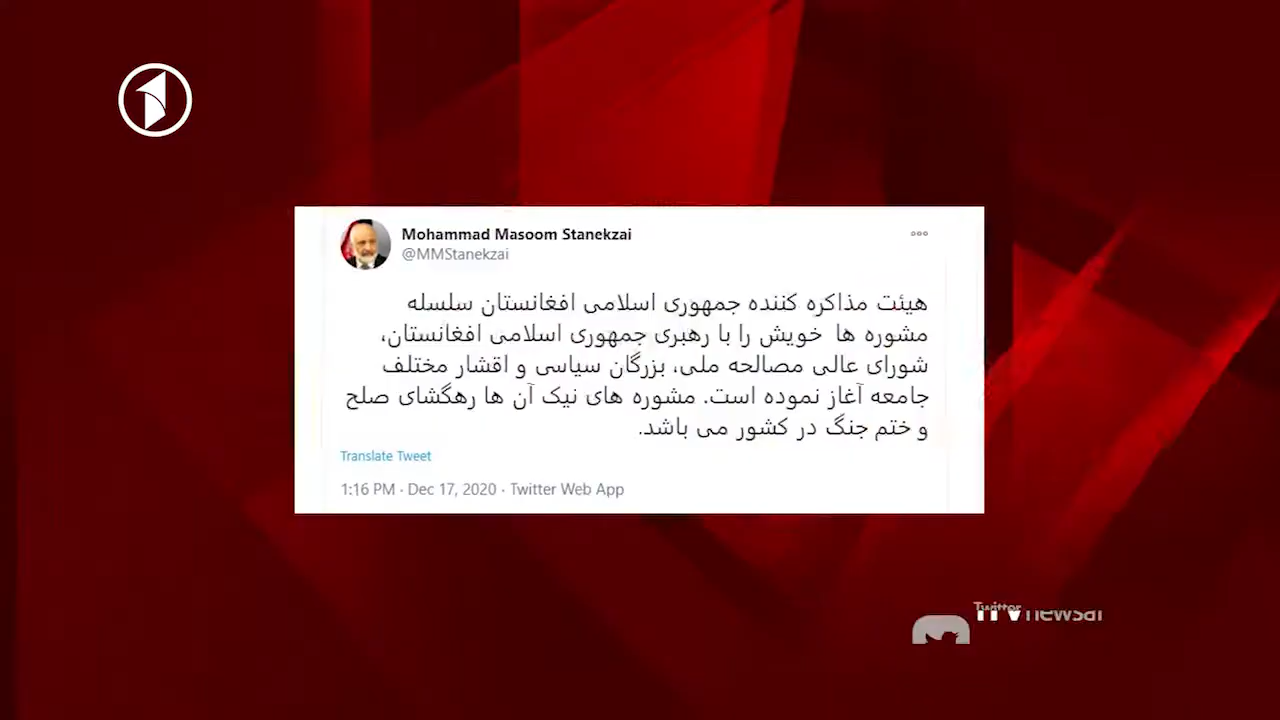 Mohammad Masoom Stanekzai
@MMStanekzai
هیئت مذاکره کننده جمهوری اسلامی افغانستان سلسله
مشوره ها خویش را با رهبری جمهوری اسلامی افغانستان،
شورای عالی مصالحه ملی، بزرگان سیاسی و اقشار مختلف
جامعه آغاز نموده است. مشوره های نیک آن ها رهگشای صلح
و ختم جنگ در کشور می باشد.
Translate Tweet
1:16 PM · Dec 17, 2020 · Twitter Web App
Twitter